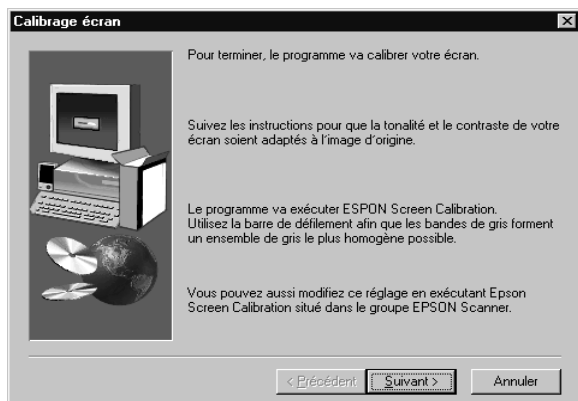 Calibrage écran
Pour terminer, le programme va calibrer votre écran.
Suivez les instructions pour que la tonalité et le contraste de votre
écran soient adaptés à l'image d'origine.
Le programme va exécuter ESPON Screen Calibration.
Utilisez la barre de défilement afin que les bandes de gris forment
un ensemble de gris le plus homogène possible.
Vous pouvez aussi modifiez ce réglage en exécutant Epson
Screen Calibration situé dans le groupe EPSON Scanner.
< Précédent Suivant > Annuler